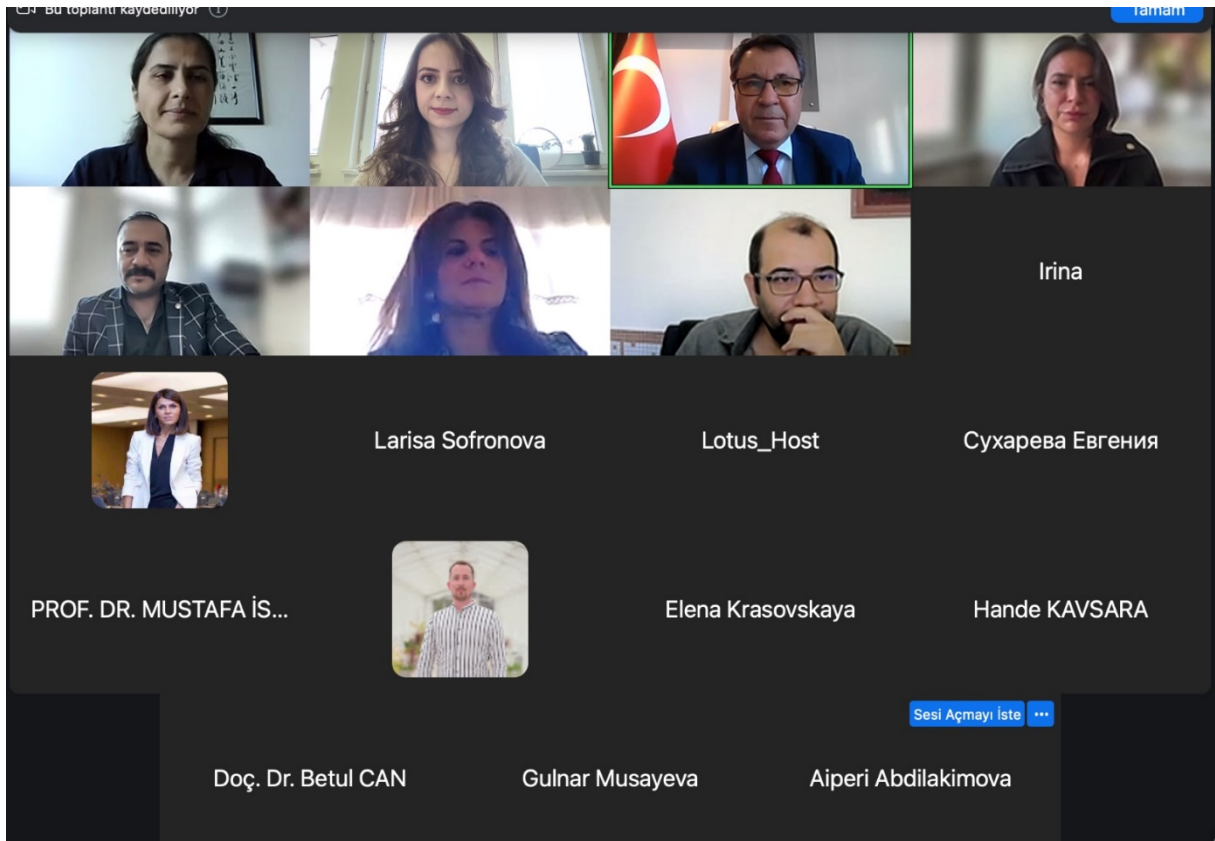 Bu toplantı kaydediliyor
Tamam
Irina
Larisa Sofronova
Lotus_Host
Сухарева Евгения
PROF. DR. MUSTAFA İS...
Elena Krasovskaya
Hande KAVSARA
Sesi Açmayı İste
Doç. Dr. Betul CAN
Gulnar Musayeva
Aiperi Abdilakimova